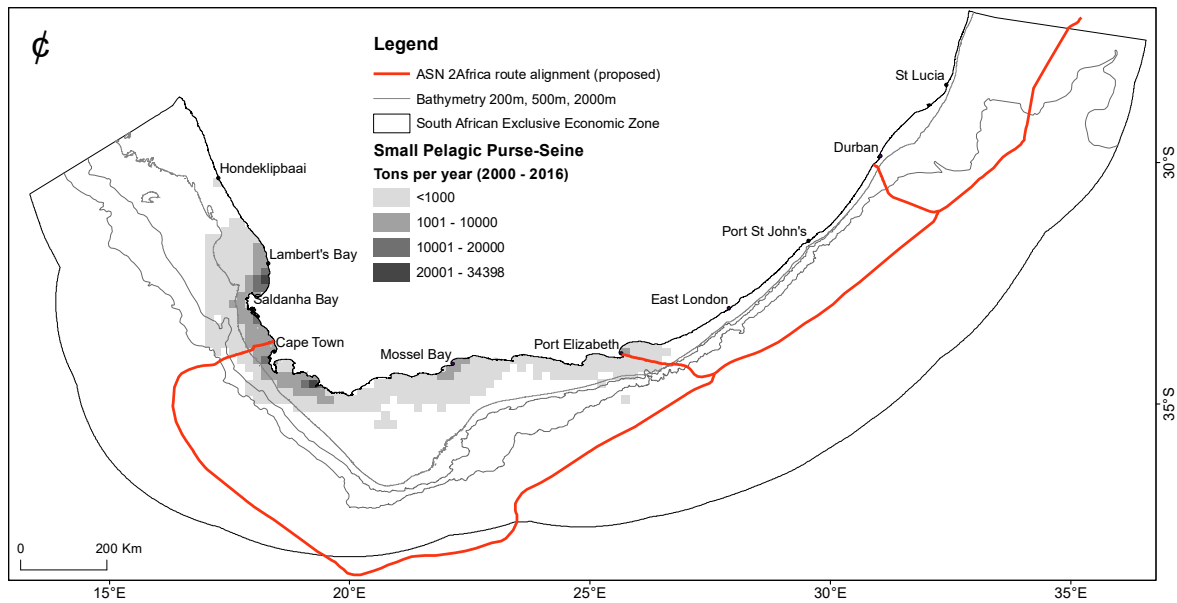 ¢
Legend
ASN 2Africa route alignment (proposed)
Bathymetry 200m, 500m, 2000m
South African Exclusive Economic Zone
Small Pelagic Purse-Seine
Tons per year (2000 - 2016)
<1000
1001 - 10000
10001 - 20000
20001 - 34398
St Lucia
Durban
Port St John's
East London
Port Elizabeth
Mossel Bay
Cape Town
Saldanha Bay
Lambert's Bay
Hondeklipbaai
30°S
35°S
0 200 Km
15°E 20°E 25°E 30°E 35°E